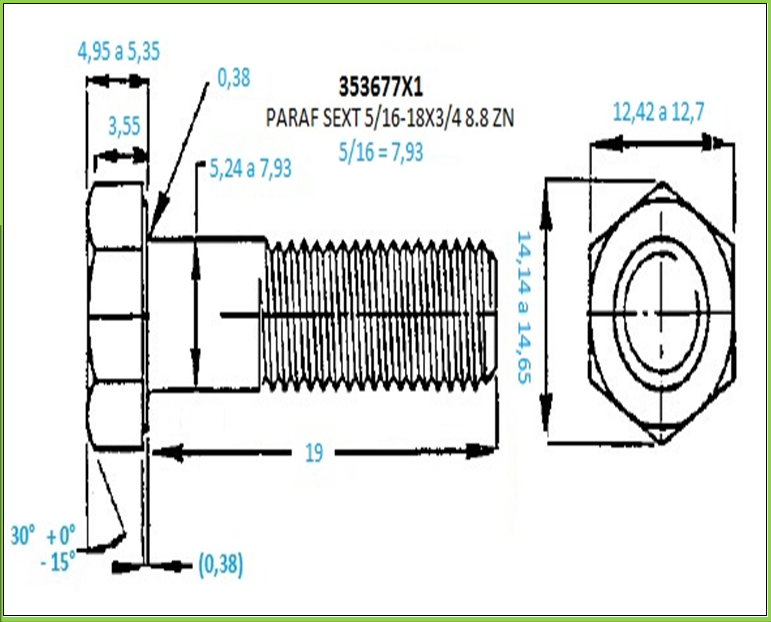 4,95 a 5,35
0,38
353677X1
PARAF SEXT 5/16-18X3/4 8.8 ZN
5/16 = 7,93
12,42 a 12,7
3,55
5,24 a 7,93
14,14 a 14,65
19
30° +0°
- 15°
(0,38)